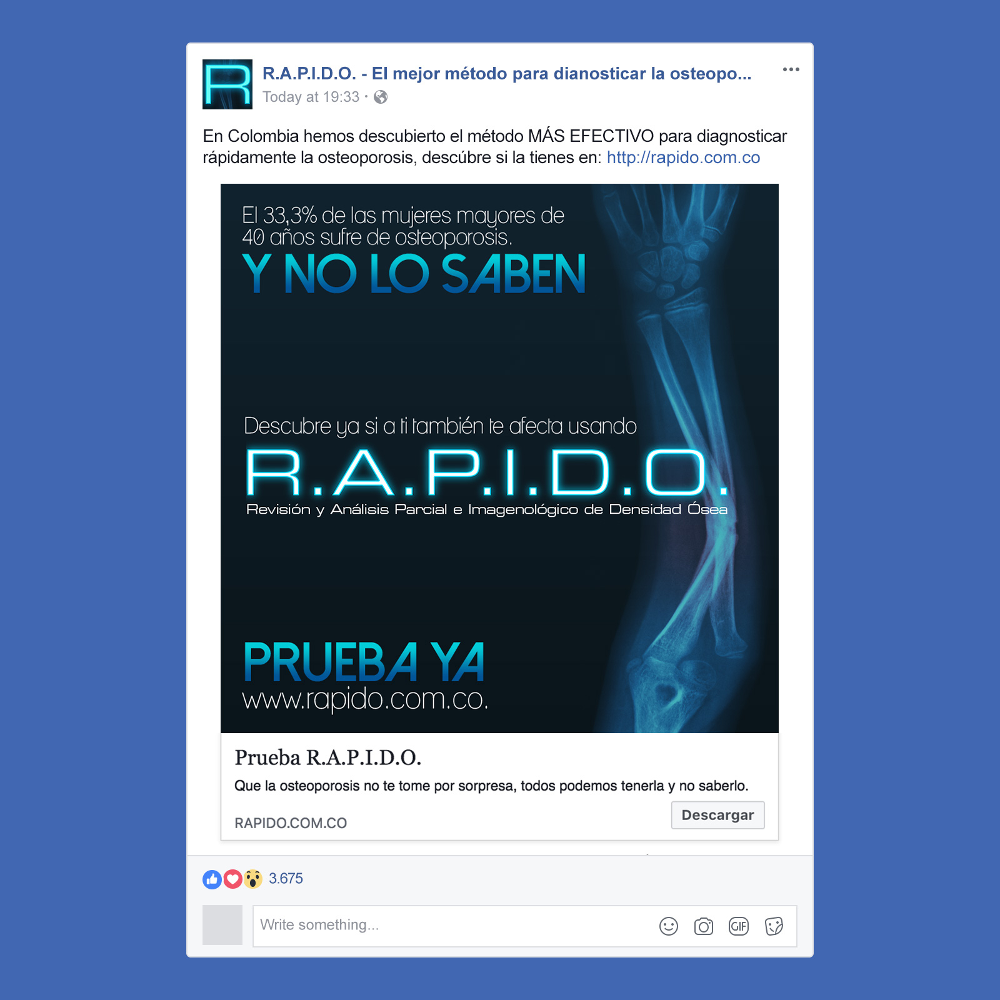 R
R.A.P.I.D.O. - El mejor método para dianosticar la osteopo...
Today at 19:33 ·
En Colombia hemos descubierto el método MÁS EFECTIVO para diagnosticar
rápidamente la osteoporosis, descúbre si la tienes en: http://rapido.com.co
El 33,3% de las mujeres mayores de
40 años sufre de osteoporosis.
Y NO LO SABEN
Descubre ya si a ti también te afecta usando
R.A.P.I.D.O.
Revisión y Análisis Parcial e Imagenológico de Densidad Ósea
PRUEBA YA
www.rapido.com.co.
Prueba R.A.P.I.D.O.
Que la osteoporosis no te tome por sorpresa, todos podemos tenerla y no saberlo.
RAPIDO.COM.CO
Descargar
3.675
Write something...
GIF